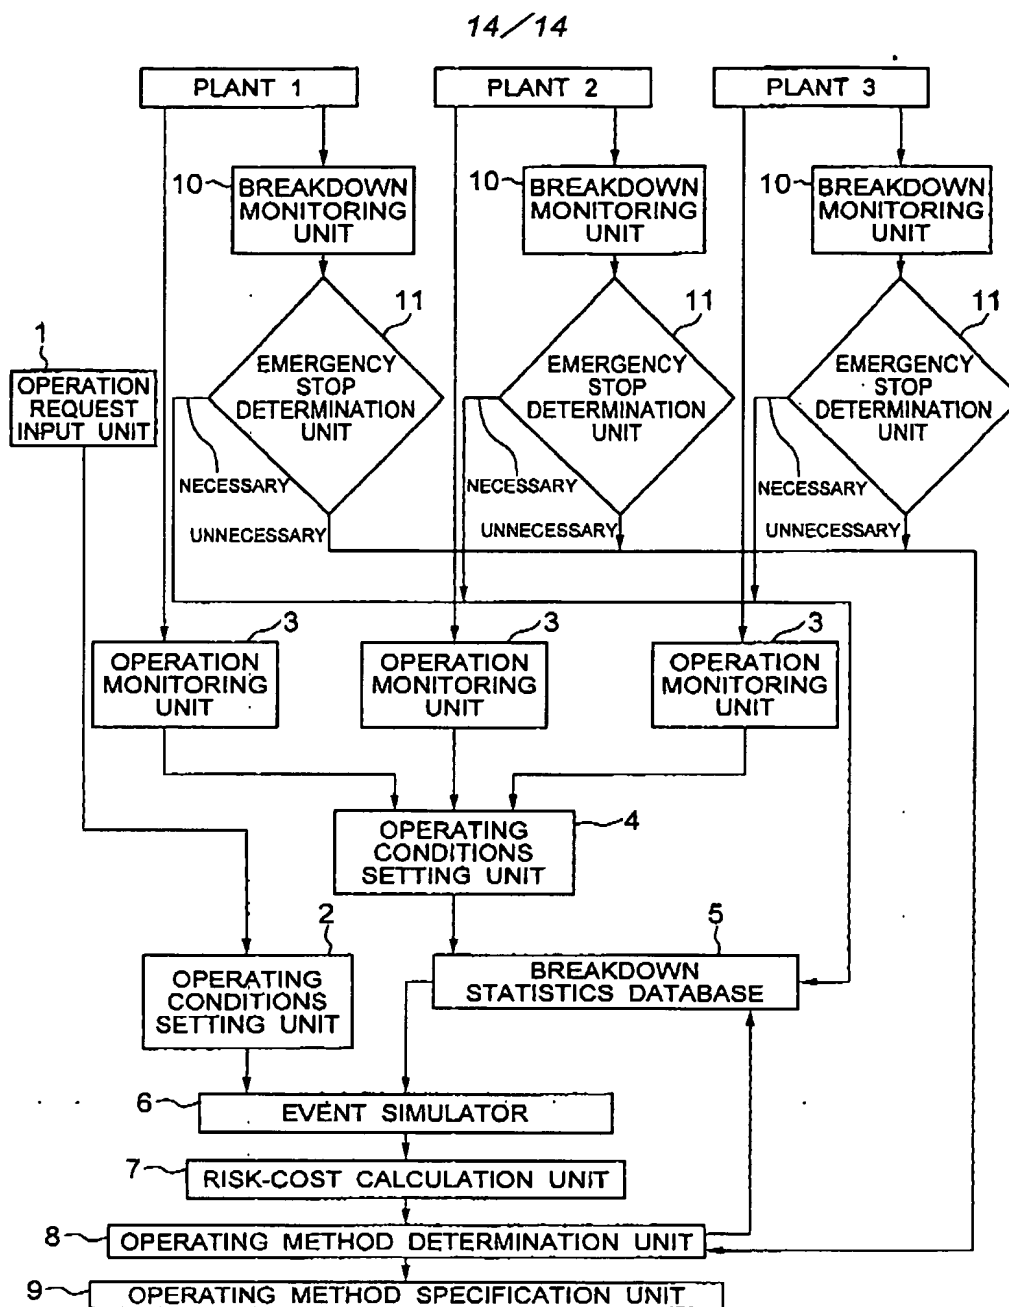 14/14
PLANT 1
PLANT 2
PLANT 3
10
BREAKDOWN
MONITORING
UNIT
10
BREAKDOWN
MONITORING
UNIT
10
BREAKDOWN
MONITORING
UNIT
11
EMERGENCY
STOP
DETERMINATION
UNIT
11
EMERGENCY
STOP
DETERMINATION
UNIT
11
EMERGENCY
STOP
DETERMINATION
UNIT
1
OPERATION
REQUEST
INPUT UNIT
NECESSARY
UNNECESSARY
NECESSARY
UNNECESSARY
NECESSARY
UNNECESSARY
3
OPERATION
MONITORING
UNIT
3
OPERATION
MONITORING
UNIT
3
OPERATION
MONITORING
UNIT
4
OPERATING
CONDITIONS
SETTING UNIT
2
OPERATING
CONDITIONS
SETTING UNIT
5
BREAKDOWN
STATISTICS DATABASE
6
EVENT SIMULATOR
7
RISK-COST CALCULATION UNIT
8
OPERATING METHOD DETERMINATION UNIT
9
OPERATING METHOD SPECIFICATION UNIT